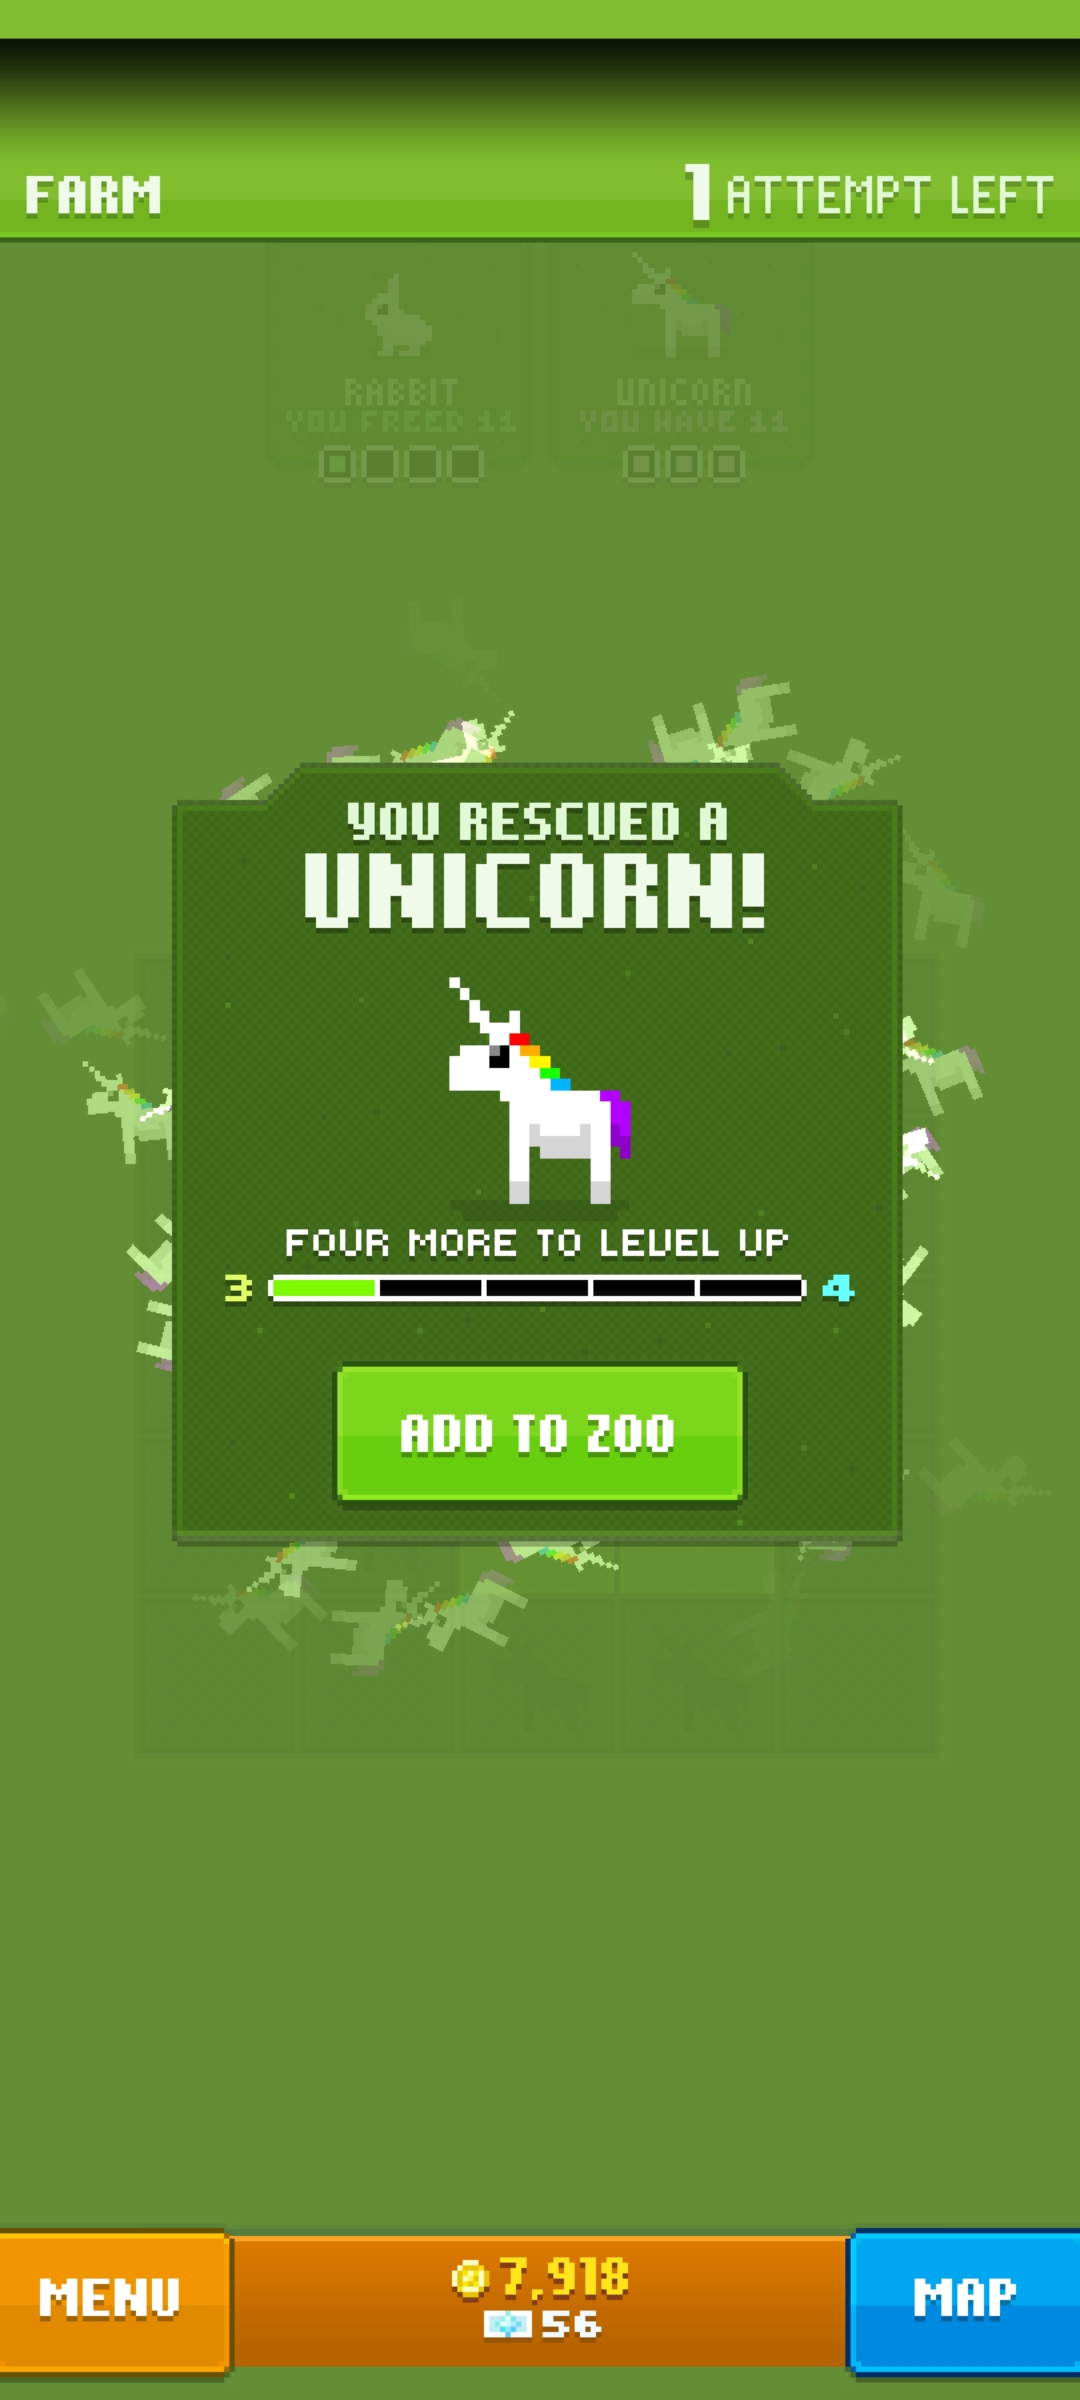 FARM
1 ATTEMPT LEFT
RABBIT
YOU FREED 11
UNICORN
YOU HAVE 11
YOU RESCUED A
UNICORN!
FOUR MORE TO LEVEL UP
3 4
ADD TO ZOO
MENU
7,918
56
MAP